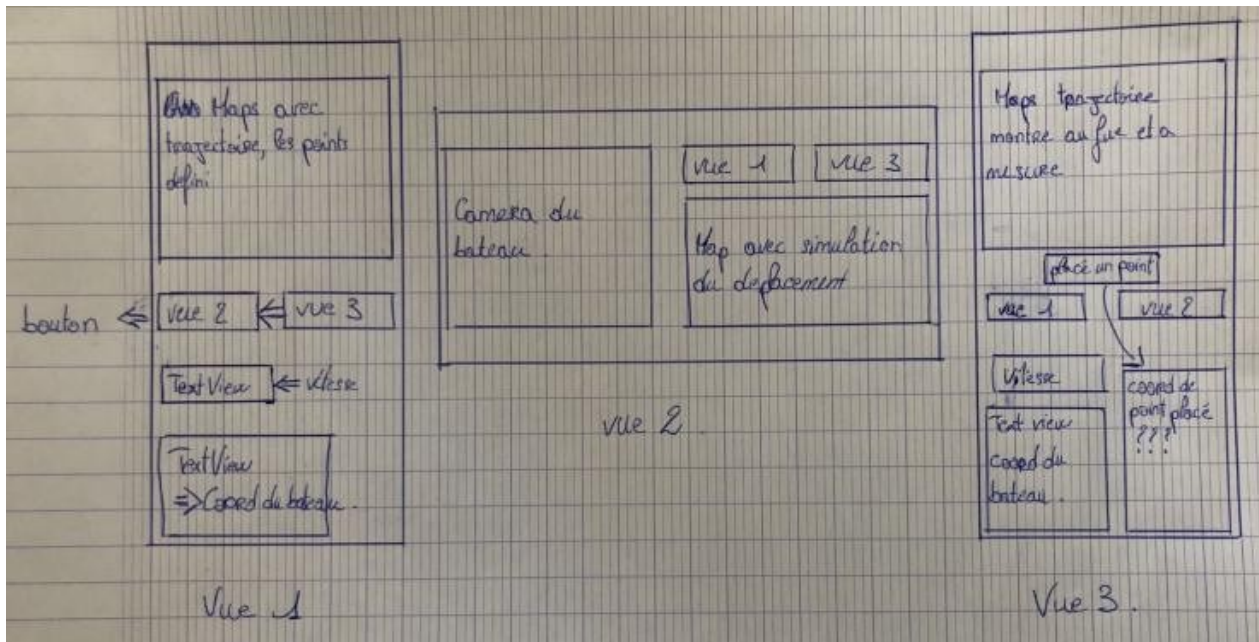 Maps avec
trajectoire, les points
defini
bouton
vue 2
vue 3
TextView
vitesse
TextView
=> Coord du bateau.
Vue 1
Camera du
bateau.
vue 1
vue 3
Map avec simulation
du deplacement
vue 2
Maps trajectoire
montre au fur et a
mesure
placé un point
vue 1
vue 2
Vitesse
Text view
coord du
bateau.
coord de
point placé
???
Vue 3.